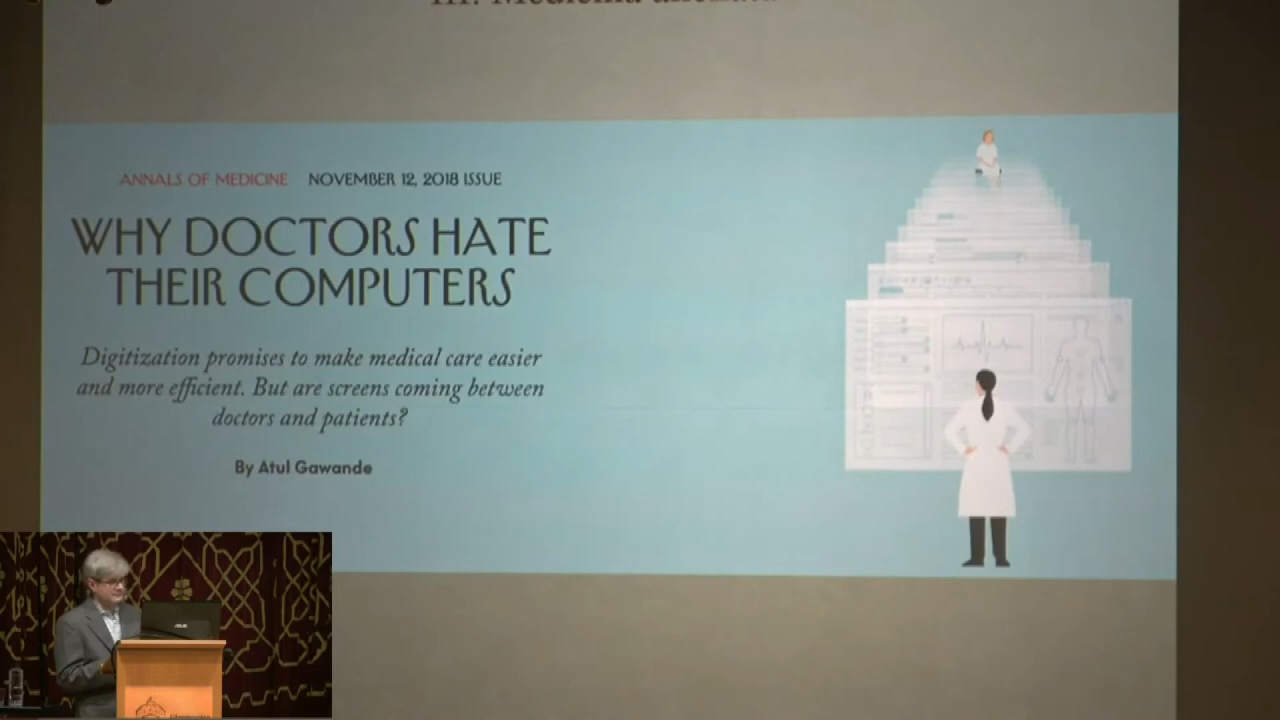 ANNALS OF MEDICINE NOVEMBER 12, 2018 ISSUE
WHY DOCTORS HATE
THEIR COMPUTERS
Digitization promises to make medical care easier
and more efficient. But are screens coming between
doctors and patients?
By Atul Gawande
ASUS